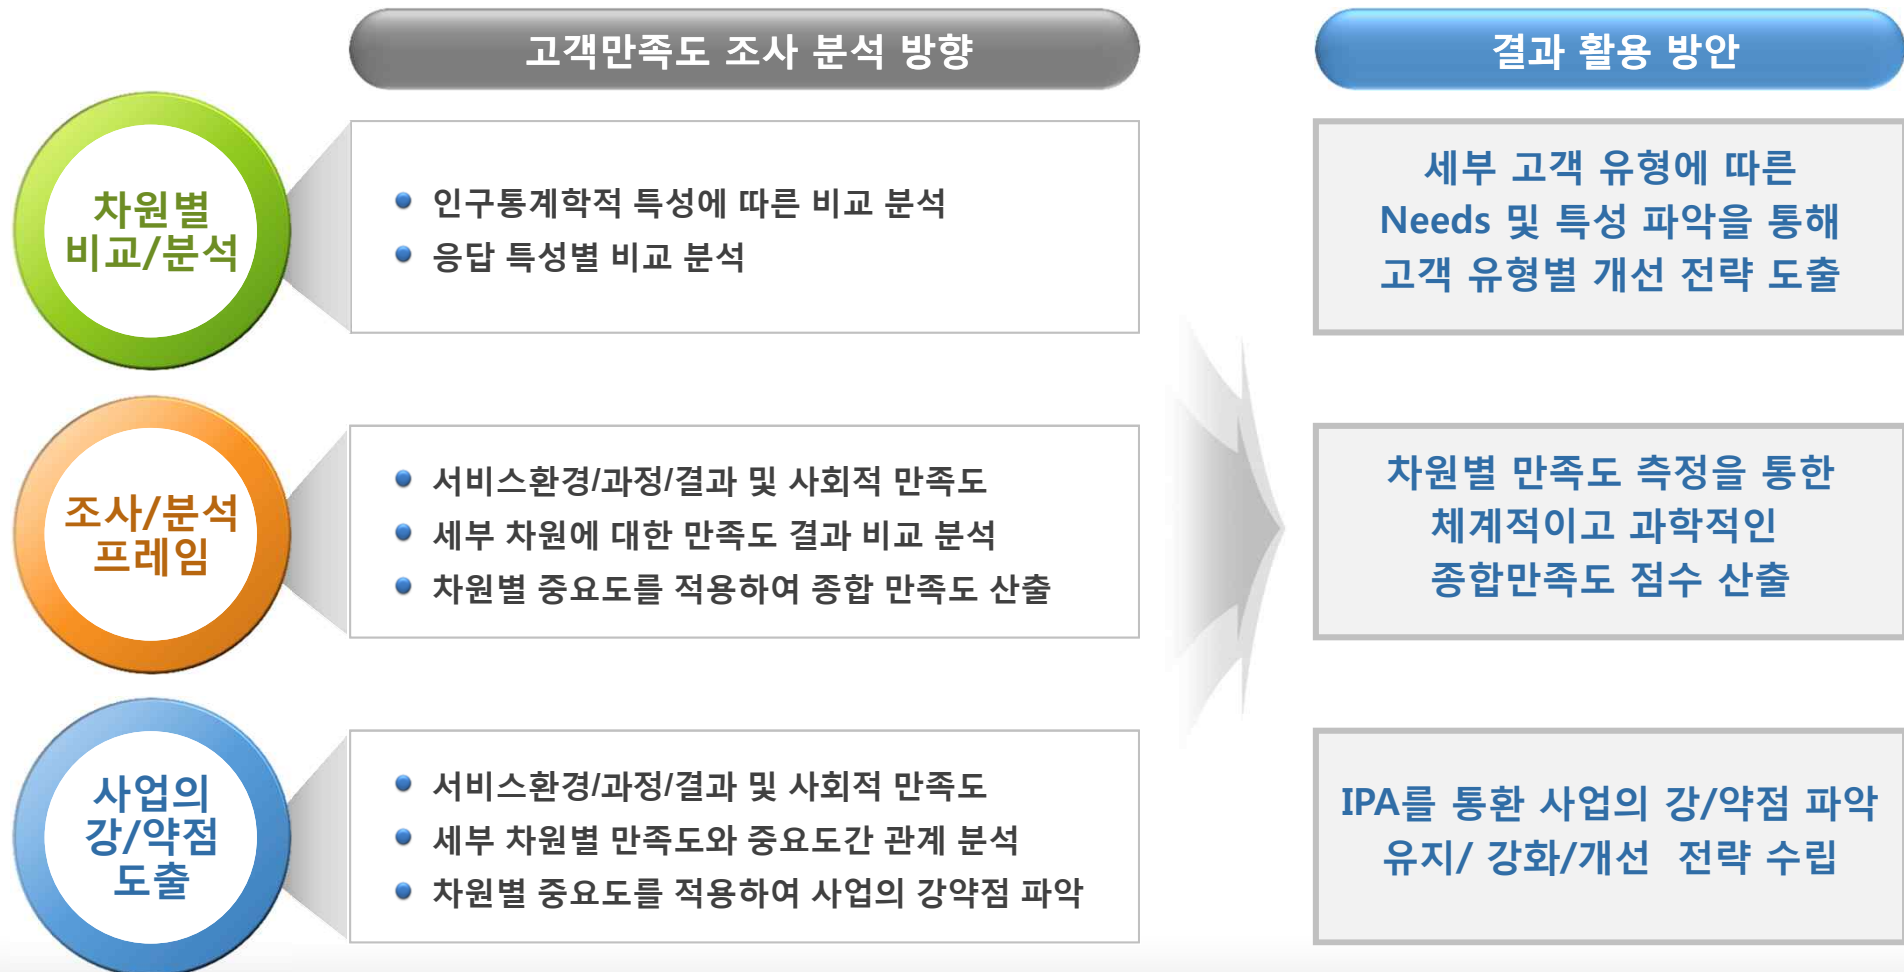 고객만족도 조사 분석 방향
결과 활용 방안
차원별
비교/분석
인구통계학적 특성에 따른 비교 분석
응답 특성별 비교 분석
세부 고객 유형에 따른
Needs 및 특성 파악을 통해
고객 유형별 개선 전략 도출
조사/분석
프레임
서비스환경/과정/결과 및 사회적 만족도
세부 차원에 대한 만족도 결과 비교 분석
차원별 중요도를 적용하여 종합 만족도 산출
차원별 만족도 측정을 통한
체계적이고 과학적인
종합만족도 점수 산출
사업의
강/약점
도출
서비스환경/과정/결과 및 사회적 만족도
세부 차원별 만족도와 중요도간 관계 분석
차원별 중요도를 적용하여 사업의 강약점 파악
IPA를 통환 사업의 강/약점 파악
유지/ 강화/개선  전략 수립